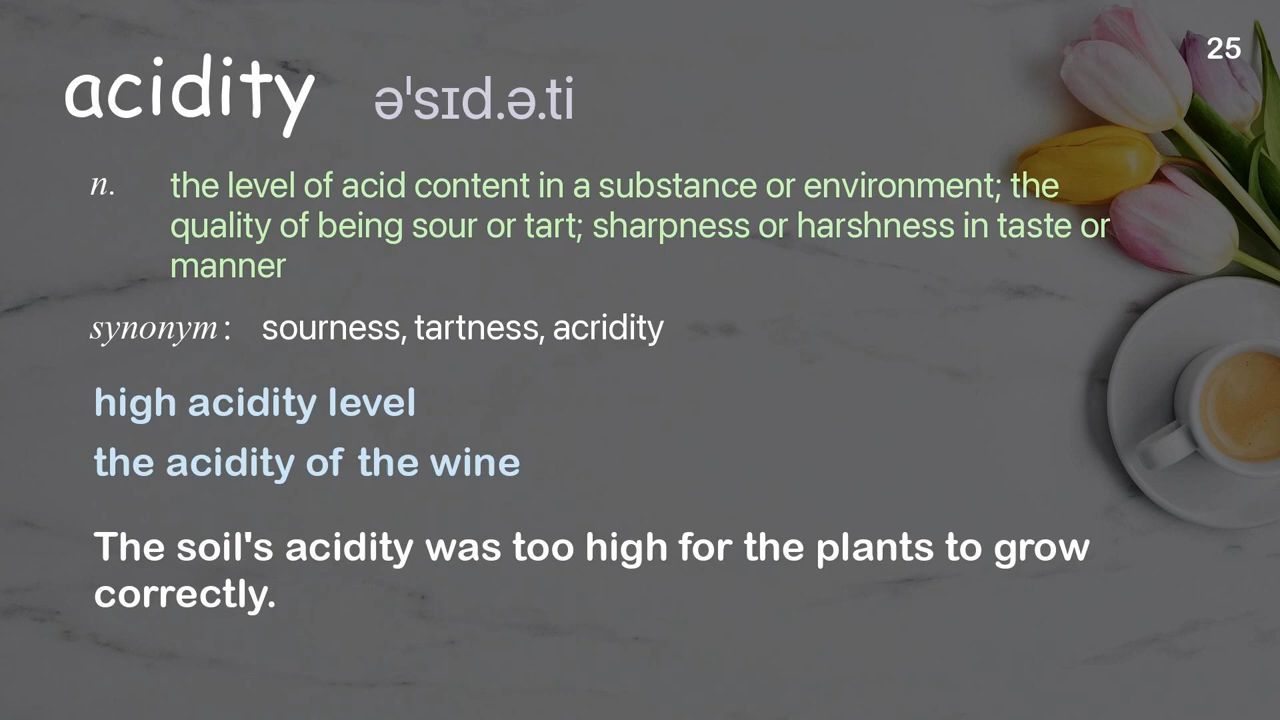 25
acidity əˈsɪd.ə.ti
n. the level of acid content in a substance or environment; the
quality of being sour or tart; sharpness or harshness in taste or
manner
synonym: sourness, tartness, acridity
high acidity level
the acidity of the wine
The soil's acidity was too high for the plants to grow
correctly.